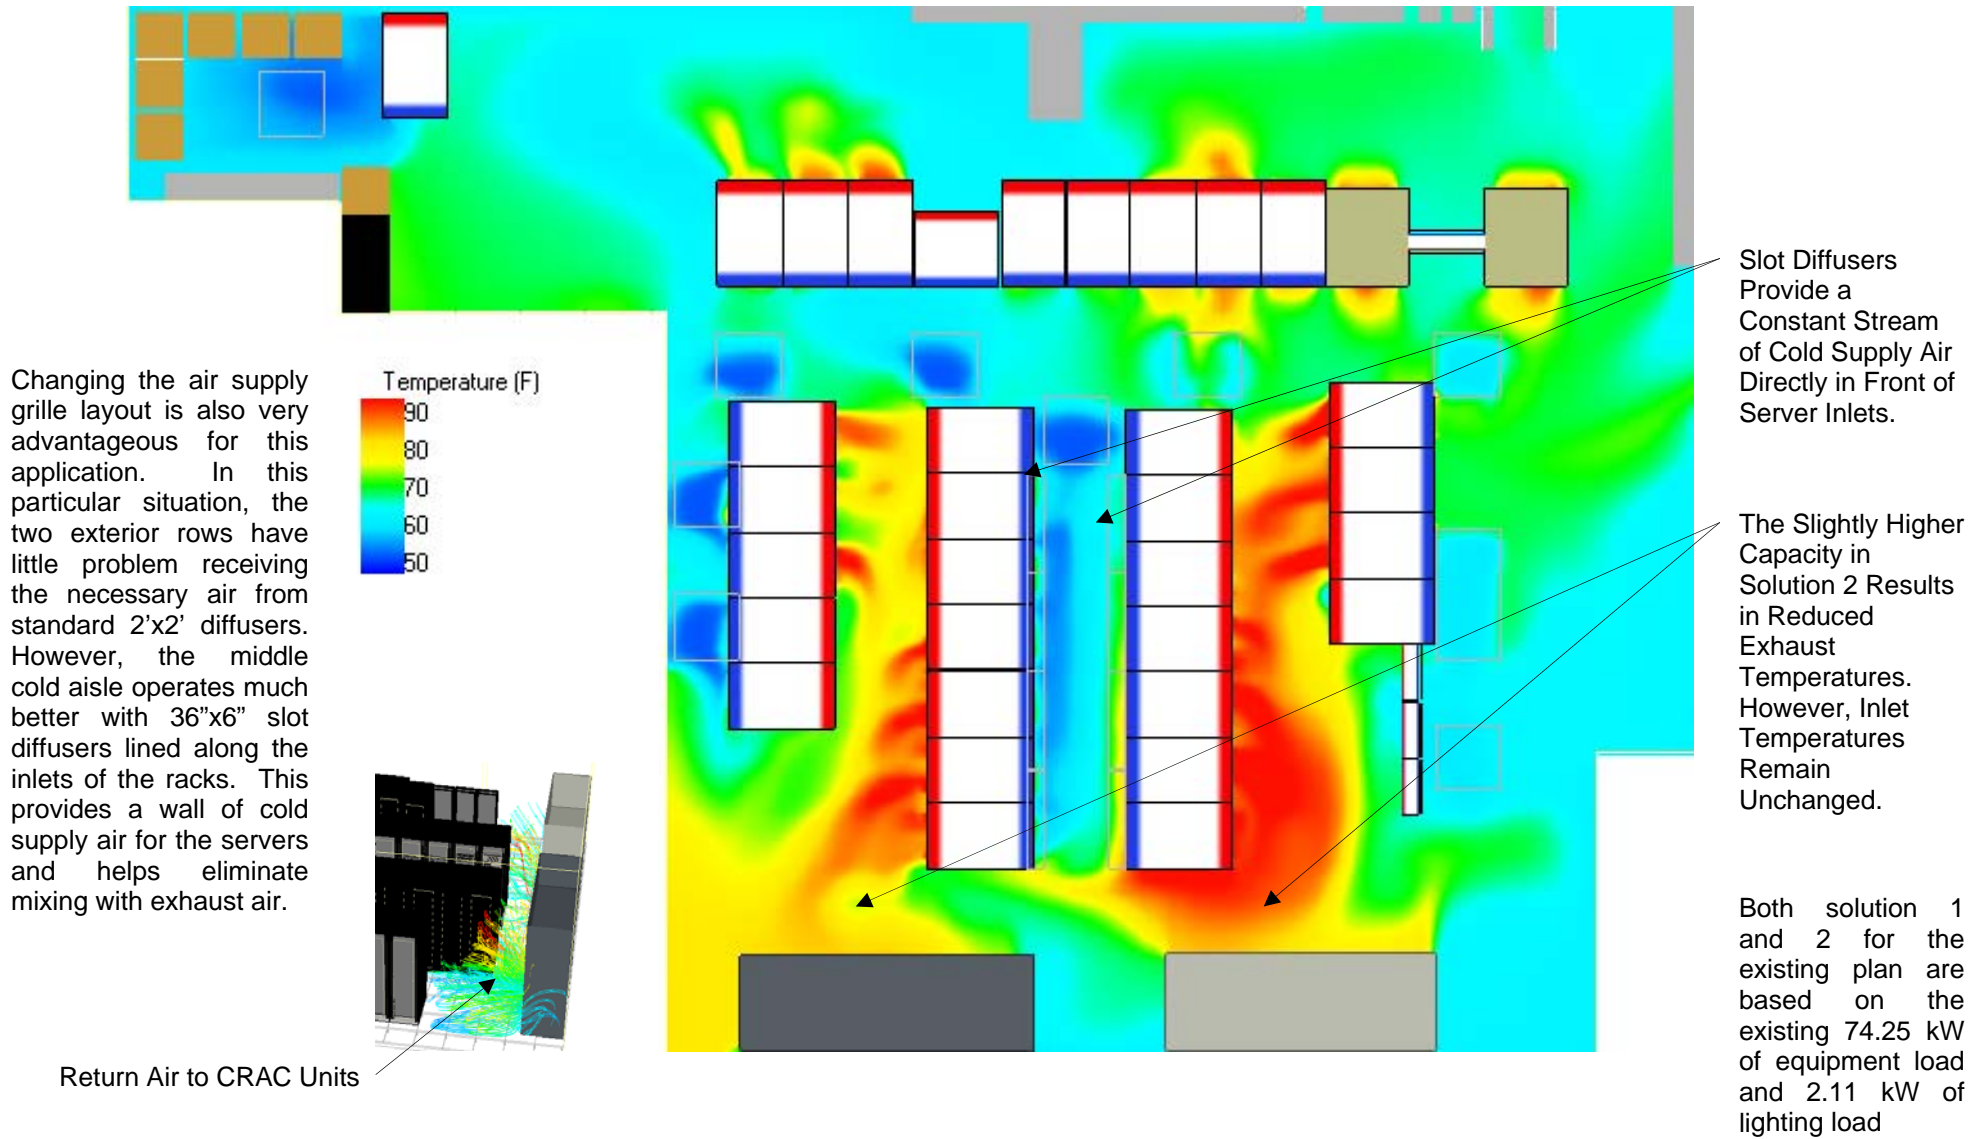 Changing the air supply
grille layout is also very
advantageous for this
application. In this
particular situation, the
two exterior rows have
little problem receiving
the necessary air from
standard 2’x2’ diffusers.
However, the middle
cold aisle operates much
better with 36”x6” slot
diffusers lined along the
inlets of the racks. This
provides a wall of cold
supply air for the servers
and helps eliminate
mixing with exhaust air.
Temperature (F)
90
80
70
60
50
Return Air to CRAC Units
Slot Diffusers
Provide a
Constant Stream
of Cold Supply Air
Directly in Front of
Server Inlets.
The Slightly Higher
Capacity in
Solution 2 Results
in Reduced
Exhaust
Temperatures.
However, Inlet
Temperatures
Remain
Unchanged.
Both solution 1
and 2 for the
existing plan are
based on the
existing 74.25 kW
of equipment load
and 2.11 kW of
lighting load